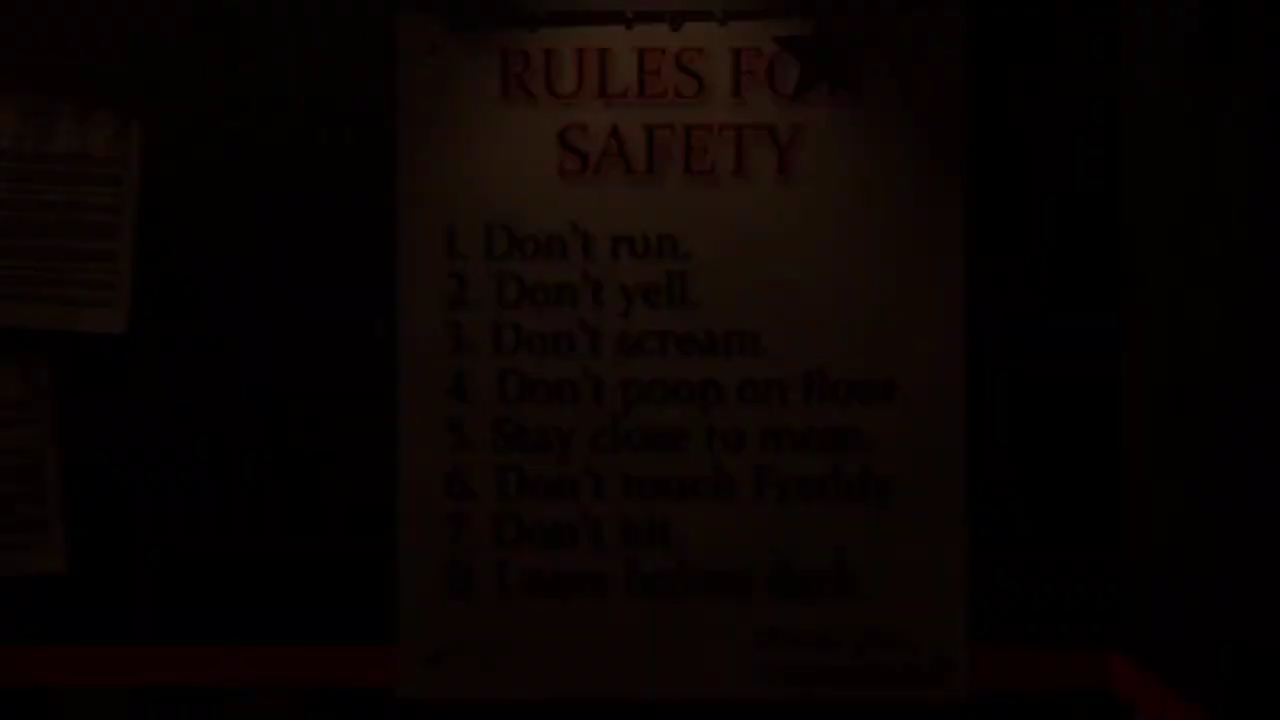 RULES FOR
SAFETY
1. Don't run.
2. Don't yell.
3. Don't scream.
4. Don't poop on floor.
5. Stay close to mom.
6. Don't touch Freddy.
7. Don't hit.
8. Leave before dark.